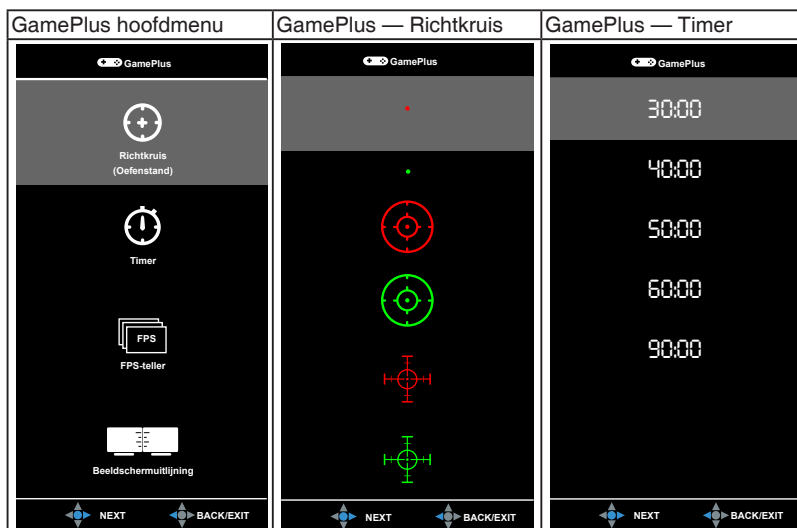 GamePlus hoofdmenu
GamePlus — Richtkruis
GamePlus — Timer
GamePlus
Richtkruis
(Oefenstand)
Timer
FPS
FPS-teller
Beeldschermuitlijning
NEXT BACK/EXIT
GamePlus
NEXT BACK/EXIT
GamePlus
30:00
40:00
50:00
60:00
90:00
NEXT BACK/EXIT